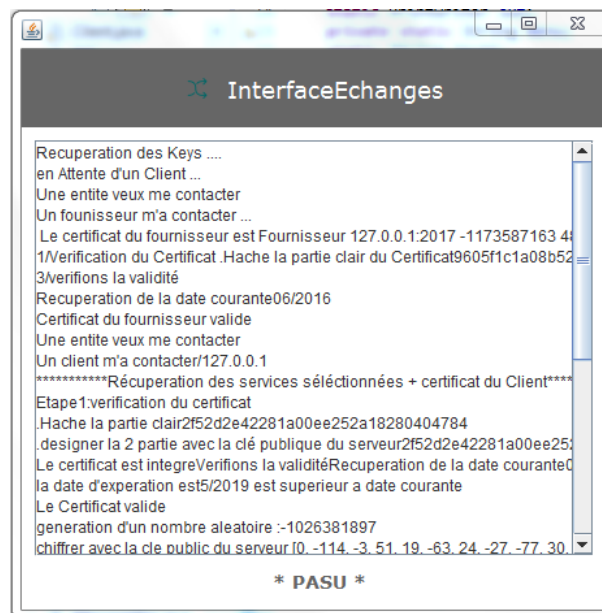 InterfaceEchanges
Recuperation des Keys ....
en Attente d'un Client ...
Une entite veux me contacter
Un founisseur m'a contacter ...
Le certificat du fournisseur est Fournisseur 127.0.0.1:2017 -1173587163
1/Verification du Certificat .Hache la partie clair du Certificat9605f1c1a08b52
3/verifions la validité
Recuperation de la date courante06/2016
Certificat du fournisseur valide
Une entite veux me contacter
Un client m'a contacter/127.0.0.1
***********Récuperation des services séléctionnées + certificat du Client****
Etape1:verification du certificat
.Hache la partie clair2f52d2e42281a00ee252a18280404784
.designer la 2 partie avec la clé publique du serveur2f52d2e42281a00ee25
Le certificat est integreVerifions la validitéRecuperation de la date courante
la date d'experation est5/2019 est superieur a date courante
Le Certificat valide
generation d'un nombre aleatoire :-1026381897
chiffrer avec la cle public du serveur [0, -114, -3, 51, 19, -63, 24, -27, -77, 30,
* PASU *